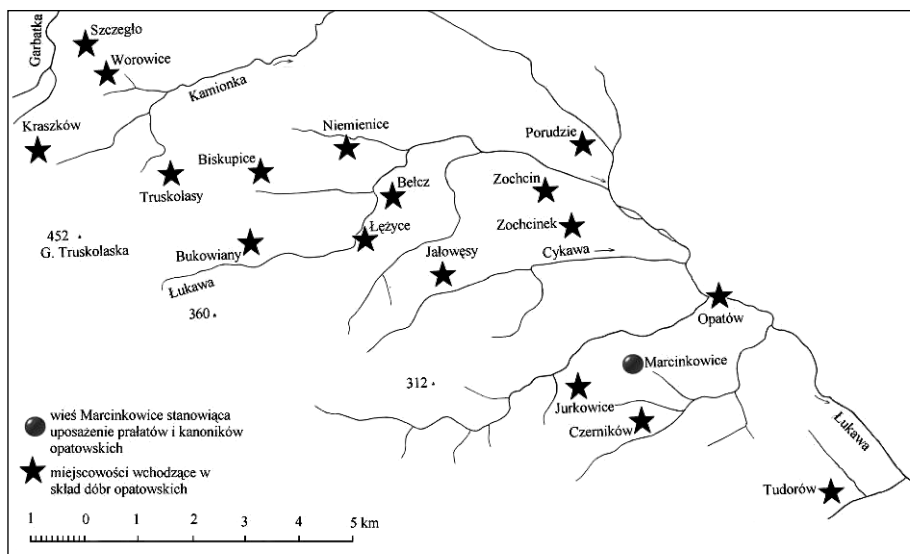 Garbatka
Szczegło
Worowice
Kamionka
Kraszków
Niemienice
Porudzie
Biskupice
Truskolasy
Bełcz
Zochcin
452
G. Truskolaska
Bukowiany
Łężyce
Zochcinek
Jałowęsy
Cykawa
Łukawa
360
Opatów
312
Marcinkowice
Jurkowice
Czerników
Łukawa
Tudorów
wieś Marcinkowice stanowiąca
uposażenie prałatów i kanoników
opatowskich
miejscowości wchodzące w
skład dóbr opatowskich
1 0 1 2 3 4 5 km